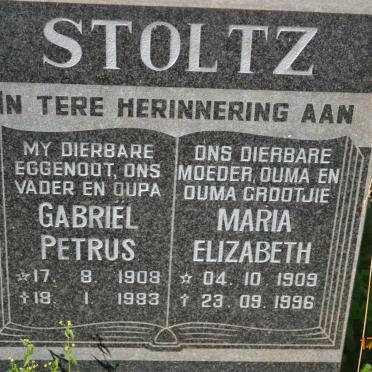 STOLTZ
IN TERE HERINNERING AAN
MY DIERBARE
EGGENOOT, ONS
VADER EN OUPA
GABRIËL
PETRUS
☆ 17. 8. 1908
† 18. 1. 1983
ONS DIERBARE
MOEDER, OUMA EN
OUMA GROOTJIE
MARIA
ELIZABETH
☆ 04. 10. 1909
† 23. 09. 1996